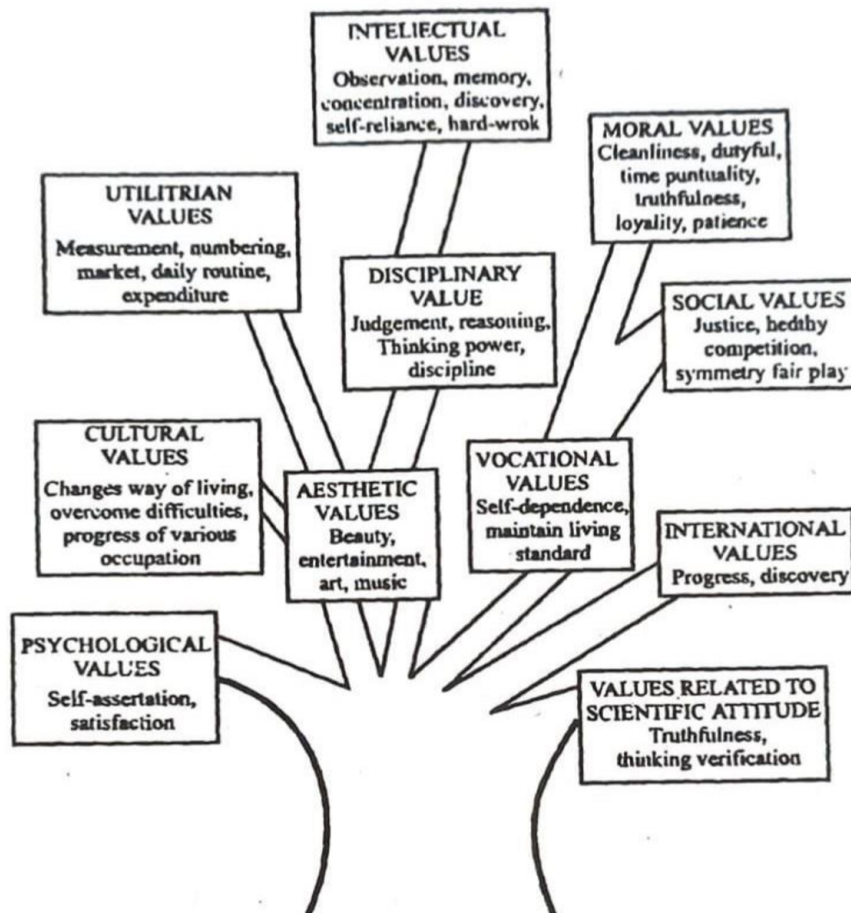 INTELIECTUAL
VALUES
Observation, memory,
concentration, discovery,
self-reliance, hard-wrok
MORAL VALUES
Cleanliness, dutyful,
time puntuality,
truthfulness,
loyality, patience
UTILITRIAN
VALUES
Measurement, numbering,
market, daily routine,
expenditure
DISCIPLINARY
VALUE
Judgement, reasoning,
Thinking power,
discipline
SOCIAL VALUES
Justice, hedthy
competition,
symmetry fair play
CULTURAL
VALUES
Changes way of living,
overcome difficulties,
progress of various
occupation
AESTHETIC
VALUES
Beauty,
entertainment,
art, music
VOCATIONAL
VALUES
Self-dependence,
maintain living
standard
INTERNATIONAL
VALUES
Progress, discovery
PSYCHOLOGICAL
VALUES
Self-assertation,
satisfaction
VALUES RELATED TO
SCIENTIFIC ATTITUDE
Truthfulness,
thinking verification